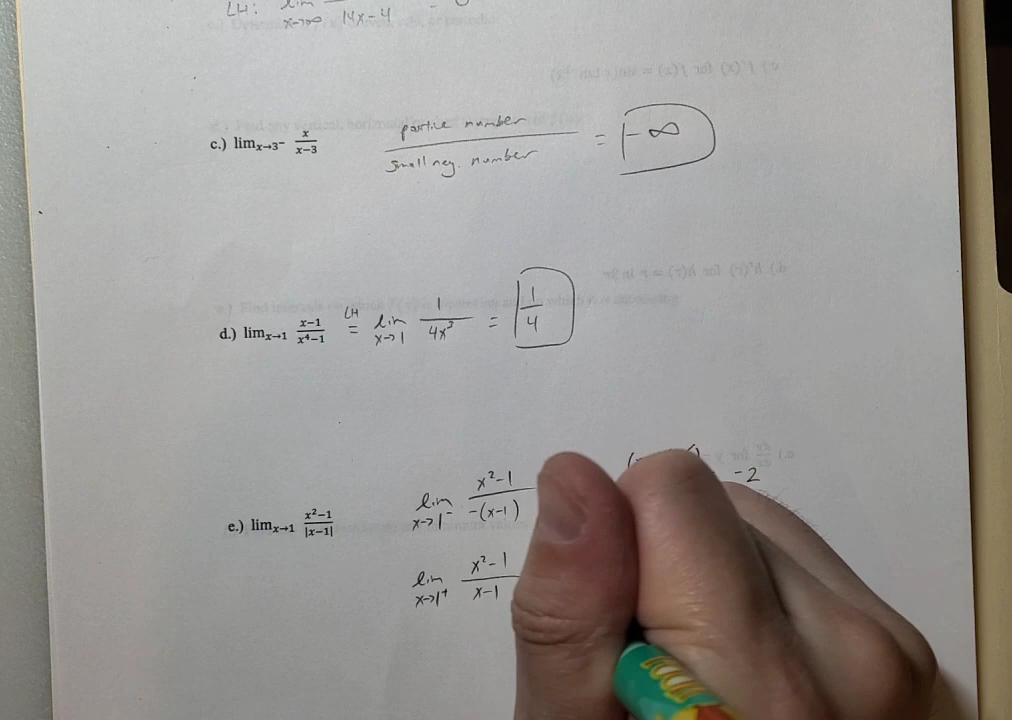 LH: lim
x→∞ 14x-4
c.) lim x→3⁻ x/(x-3) positive number / small neg. number = -∞
d.) lim x→1 (x-1)/(x⁴-1) LH = lim x→1 1/(4x³) = 1/4
lim x→1⁻ (x²-1)/(-(x-1)) -2
e.) lim x→1 (x²-1)/|x-1|
lim x→1⁺ (x²-1)/(x-1)